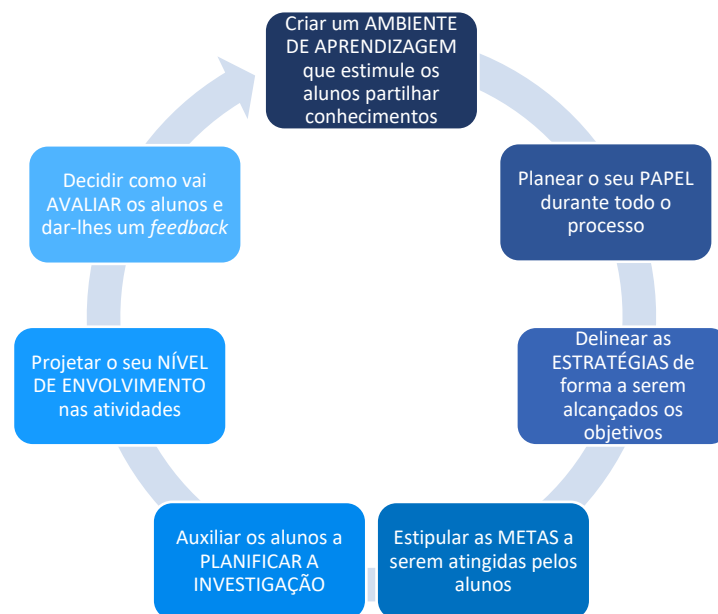 Criar um AMBIENTE
DE APRENDIZAGEM
que estimule os
alunos partilhar
conhecimentos
Planear o seu PAPEL
durante todo o
processo
Delinear as
ESTRATÉGIAS de
forma a serem
alcançados os
objetivos
Estipular as METAS a
serem atingidas pelos
alunos
Auxiliar os alunos a
PLANIFICAR A
INVESTIGAÇÃO
Projetar o seu NÍVEL
DE ENVOLVIMENTO
nas atividades
Decidir como vai
AVALIAR os alunos e
dar-lhes um feedback